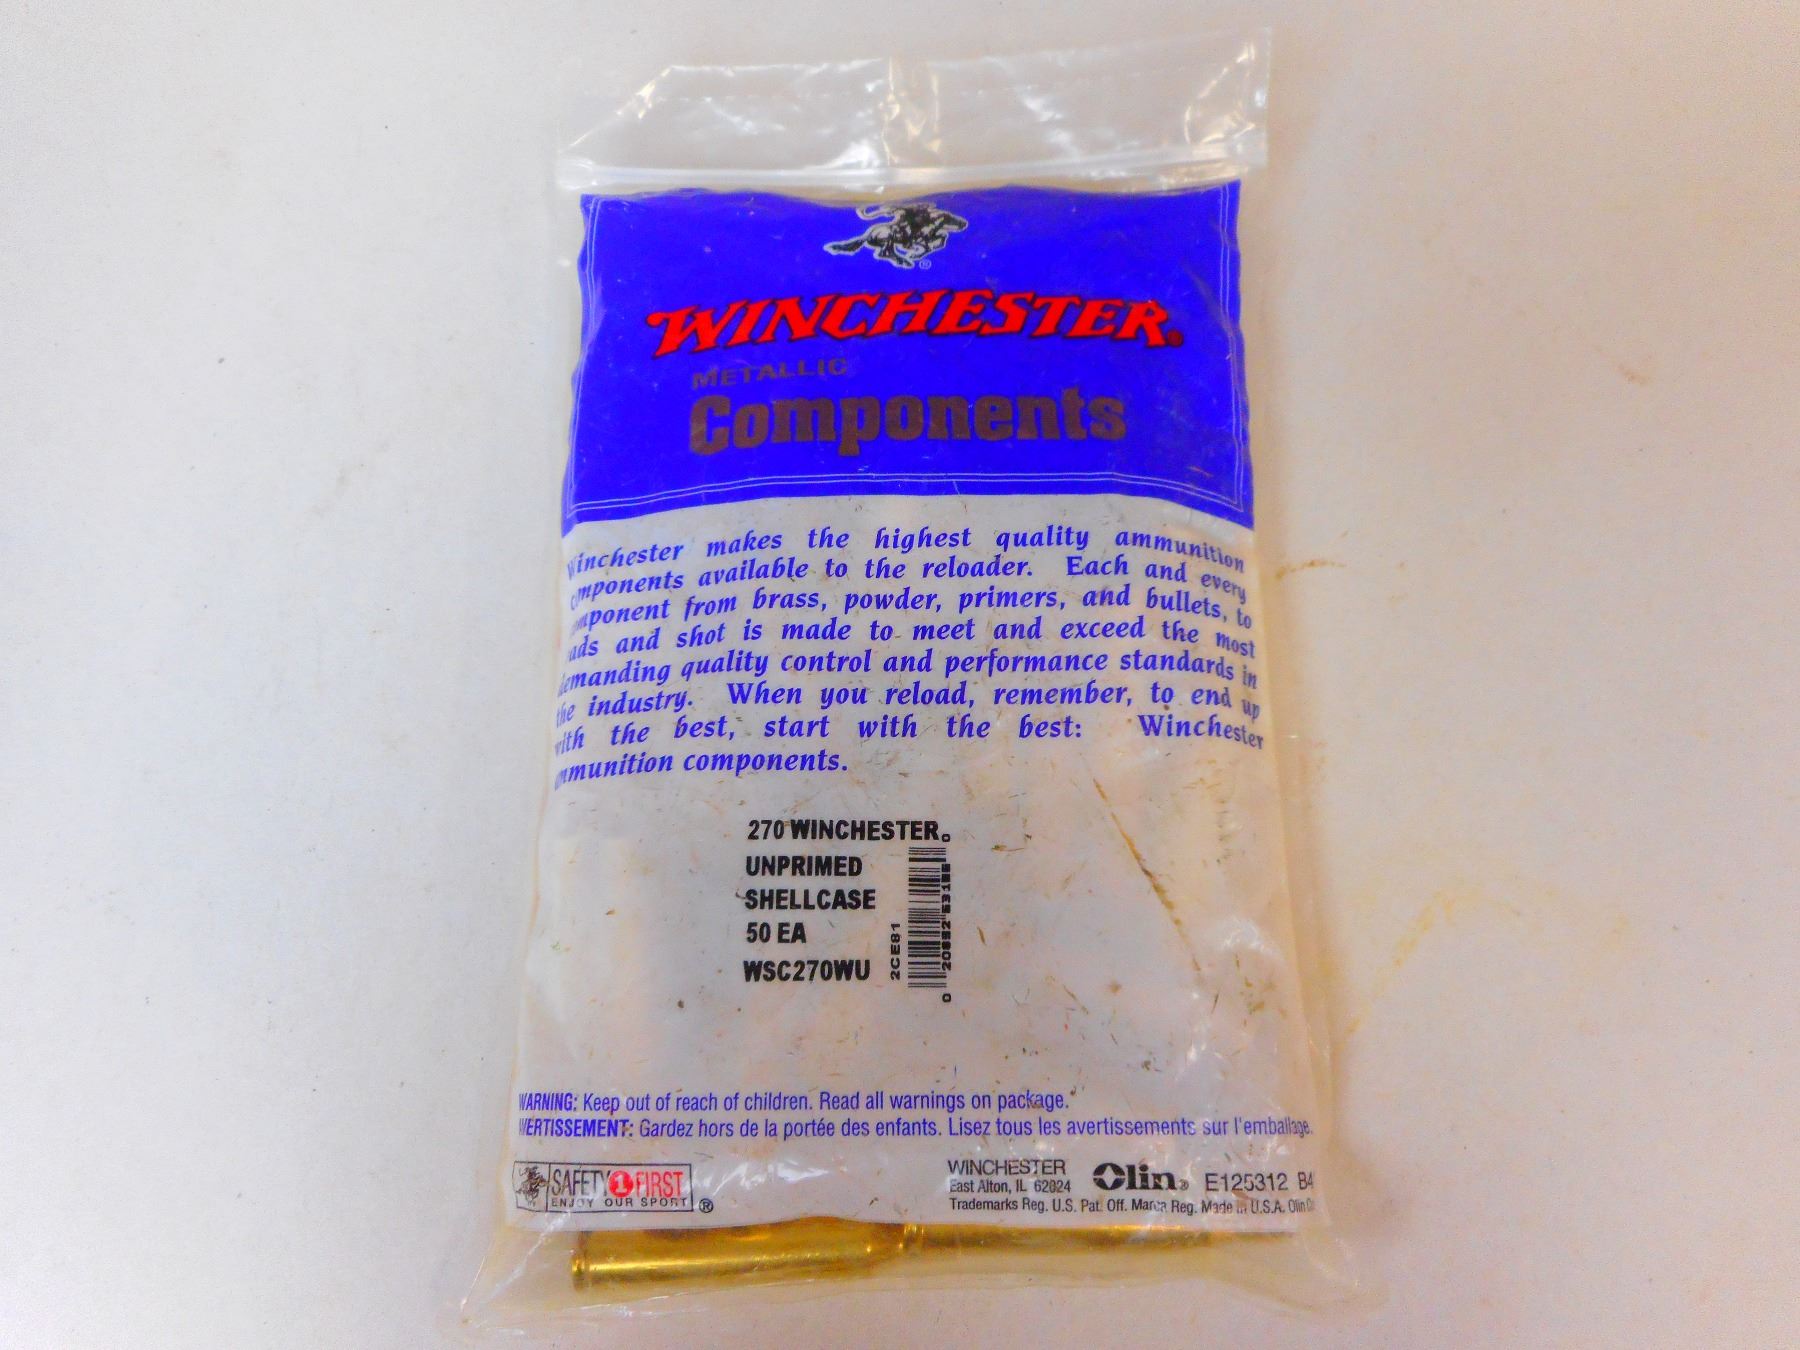 WINCHESTER®
METALLIC
Components
Winchester makes the highest quality ammunition
components available to the reloader. Each and every
component from brass, powder, primers, and bullets, to
ads and shot is made to meet and exceed the most
demanding quality control and performance standards in
the industry. When you reload, remember, to end up
with the best, start with the best: Winchester
ammunition components.
270 WINCHESTER
UNPRIMED
SHELLCASE
50 EA
WSC270WU
2CE81
WARNING: Keep out of reach of children. Read all warnings on package.
AVERTISSEMENT: Gardez hors de la portée des enfants. Lisez tous les avertissements sur l'emballage.
SAFETY 1 FIRST
ENJOY OUR SPORT ®
WINCHESTER
East Alton, IL 62024
Olin® E125312 B4
Trademarks Reg. U.S. Pat. Off. Marca Reg. Made in U.S.A. Olin